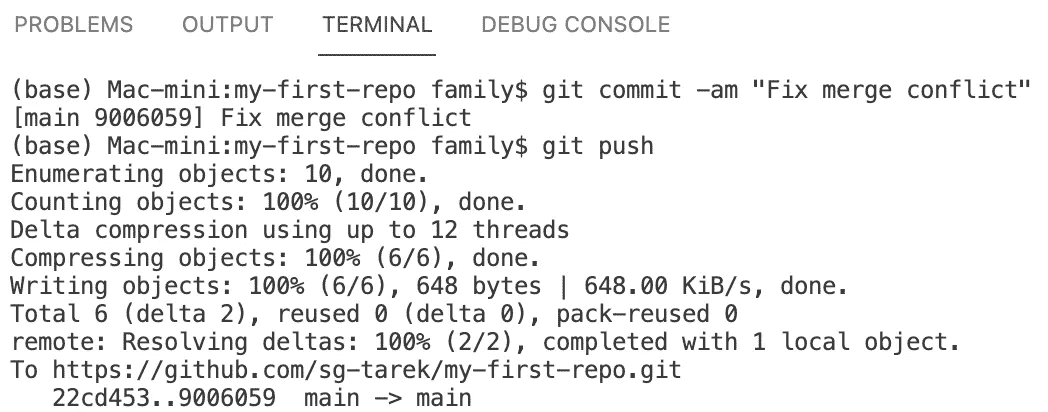 PROBLEMS OUTPUT TERMINAL DEBUG CONSOLE
(base) Mac-mini:my-first-repo family$ git commit -am "Fix merge conflict"
[main 9006059] Fix merge conflict
(base) Mac-mini:my-first-repo family$ git push
Enumerating objects: 10, done.
Counting objects: 100% (10/10), done.
Delta compression using up to 12 threads
Compressing objects: 100% (6/6), done.
Writing objects: 100% (6/6), 648 bytes | 648.00 KiB/s, done.
Total 6 (delta 2), reused 0 (delta 0), pack-reused 0
remote: Resolving deltas: 100% (2/2), completed with 1 local object.
To https://github.com/sg-tarek/my-first-repo.git
   22cd453..9006059  main -> main